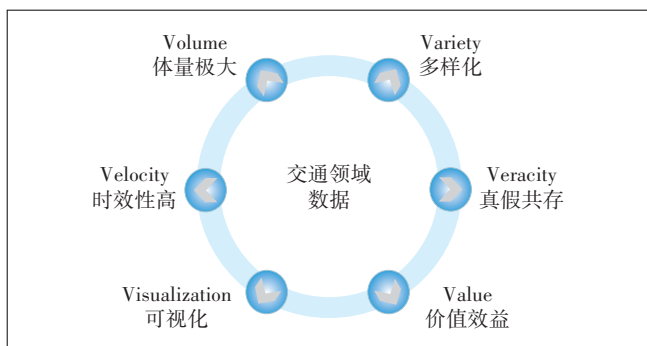 Volume
体量极大
Variety
多样化
Velocity
时效性高
交通领域
数据
Veracity
真假共存
Visualization
可视化
Value
价值效益